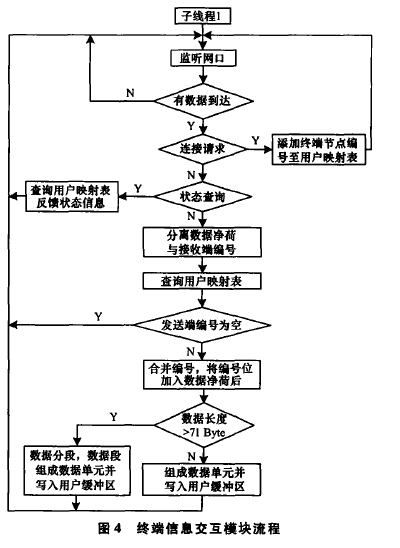 子线程1
监听网口
N
有数据到达
Y
连接请求
Y
添加终端节点编
号至用户映射表
N
查询用户映射表
反馈状态信息
Y
状态查询
N
分离数据净荷
与接收端编号
查询用户映射表
Y
发送端编号为空
N
合并编号，将编号位
加入数据净荷后
Y
数据长度
>71 Byte
N
数据分段，数据段
组成数据单元并
写入用户缓冲区
组成数据单元并
写入用户缓冲区
图4 终端信息交互模块流程